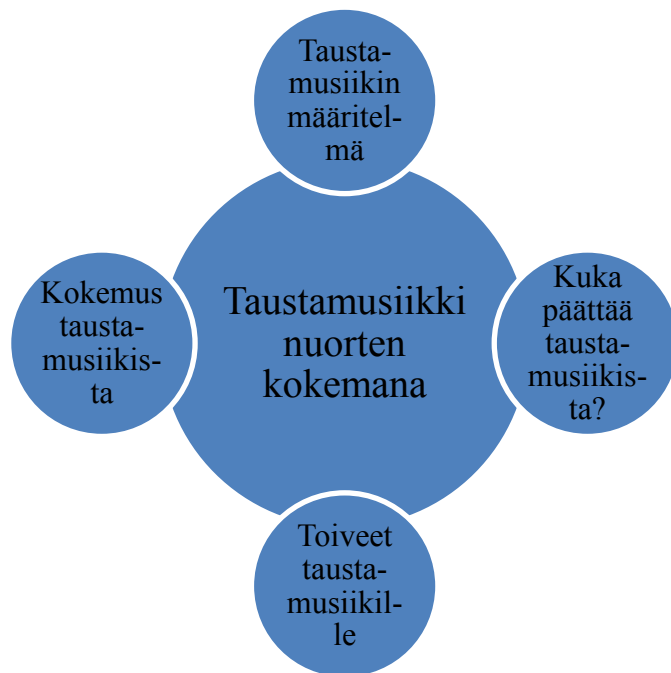 Tausta-
musiikin
määritel-
mä
Kokemus
tausta-
musiikis-
ta
Taustamusiikki
nuorten
kokemana
Kuka
päättää
tausta-
musiikis-
ta?
Toiveet
tausta-
musiikil-
le